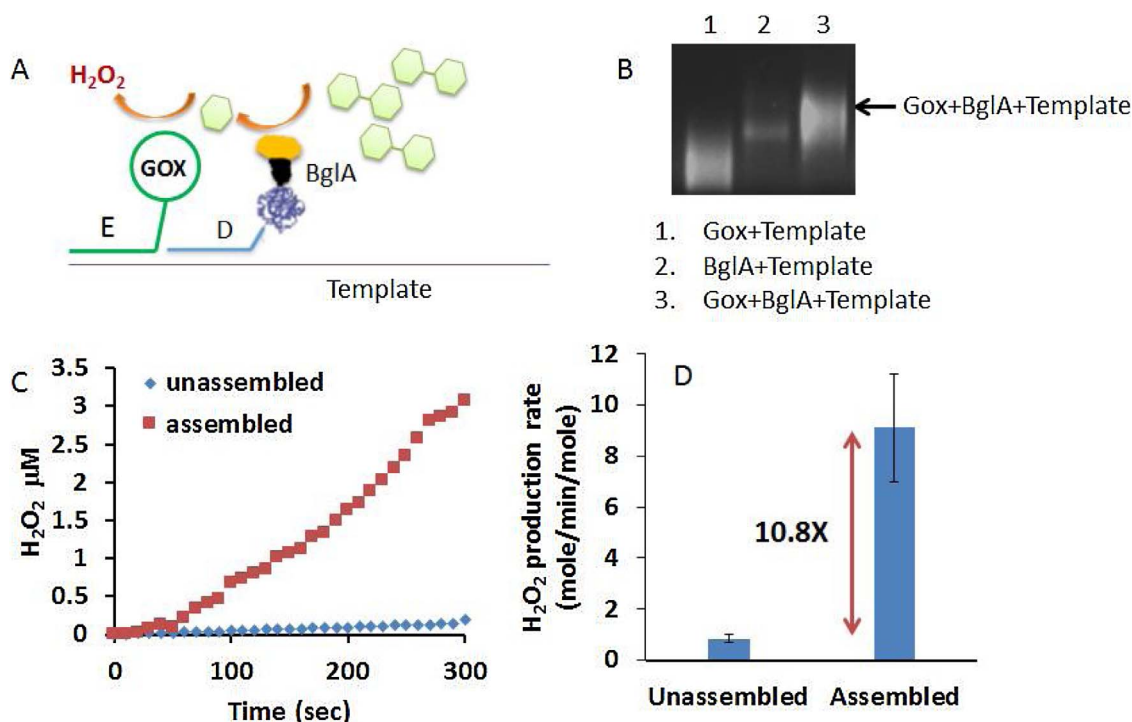 A
H₂O₂
GOX
BglA
E
D
Template
B
1 2 3
Gox+BglA+Template
1. Gox+Template
2. BglA+Template
3. Gox+BglA+Template
C
unassembled
assembled
H₂O₂ µM
3.5
3
2.5
2
1.5
1
0.5
0
0 100 200 300
Time (sec)
D
H₂O₂ production rate
(mole/min/mole)
12
10
8
6
4
2
0
10.8X
Unassembled Assembled